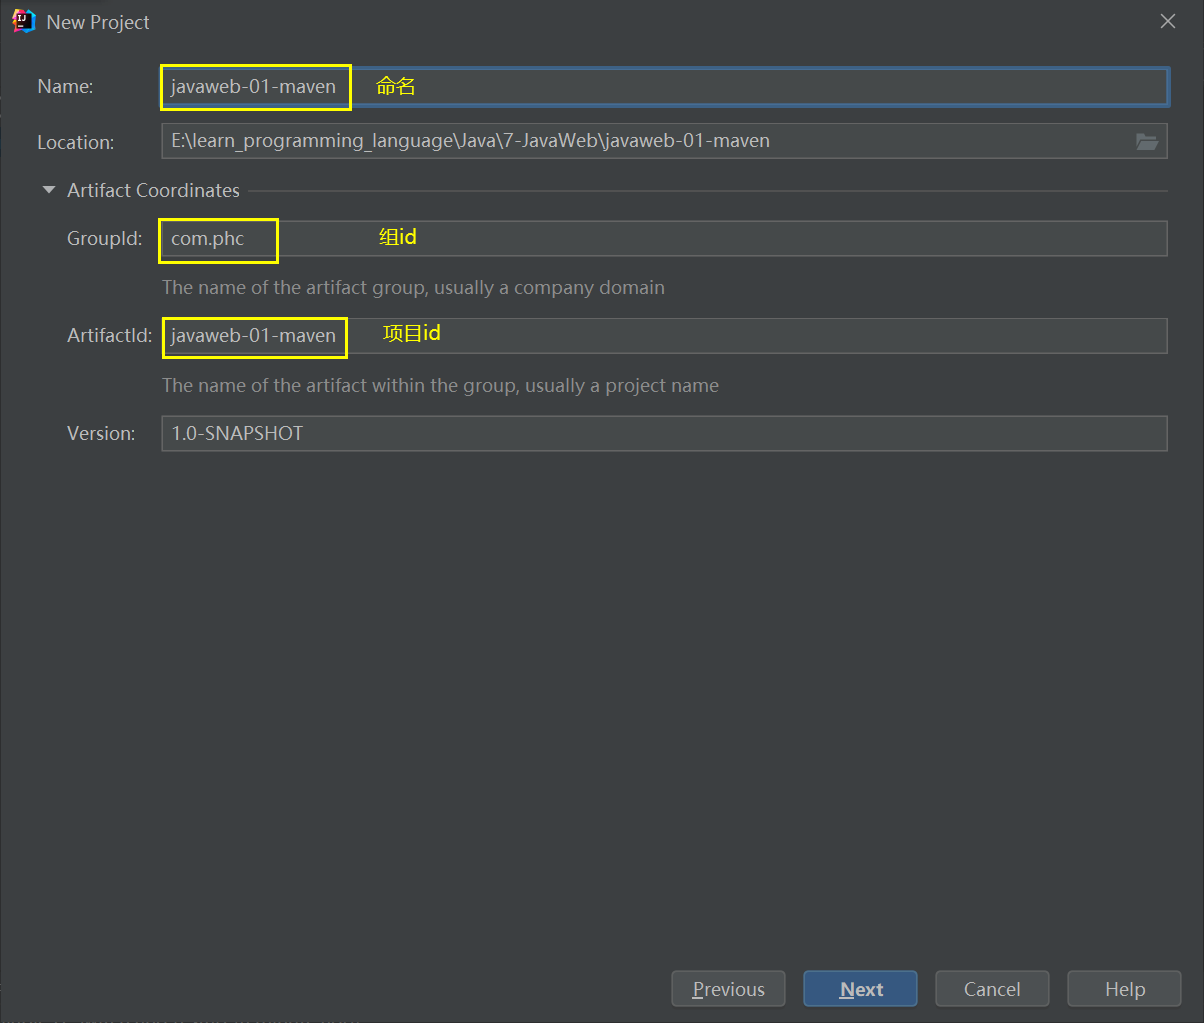 New Project
Name: javaweb-01-maven 命名
Location: E:\learn_programming_language\Java\7-JavaWeb\javaweb-01-maven
Artifact Coordinates
GroupId: com.phc 组id
The name of the artifact group, usually a company domain
ArtifactId: javaweb-01-maven 项目id
The name of the artifact within the group, usually a project name
Version: 1.0-SNAPSHOT
Previous Next Cancel Help